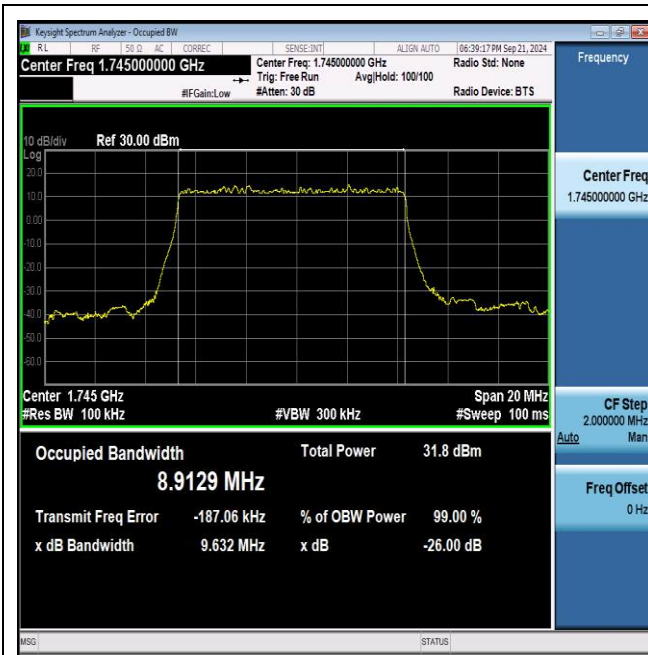 Keysight Spectrum Analyzer - Occupied BW
RL RF 50 Ω AC CORREC SENSE:INT ALIGN AUTO 06:39:17 PM Sep 21, 2024
Center Freq 1.745000000 GHz
Center Freq: 1.745000000 GHz Radio Std: None
Trig: Free Run Avg|Hold: 100/100
#IFGain:Low #Atten: 30 dB Radio Device: BTS
10 dB/div Ref 30.00 dBm
Log
20.0
10.0
0.00
-10.0
-20.0
-30.0
-40.0
-50.0
-60.0
Center 1.745 GHz Span 20 MHz
#Res BW 100 kHz #VBW 300 kHz #Sweep 100 ms
Occupied Bandwidth Total Power 31.8 dBm
8.9129 MHz
Transmit Freq Error -187.06 kHz % of OBW Power 99.00 %
x dB Bandwidth 9.632 MHz x dB -26.00 dB
MSG STATUS
Frequency
Center Freq
1.745000000 GHz
CF Step
2.000000 MHz
Auto Man
Freq Offset
0 Hz